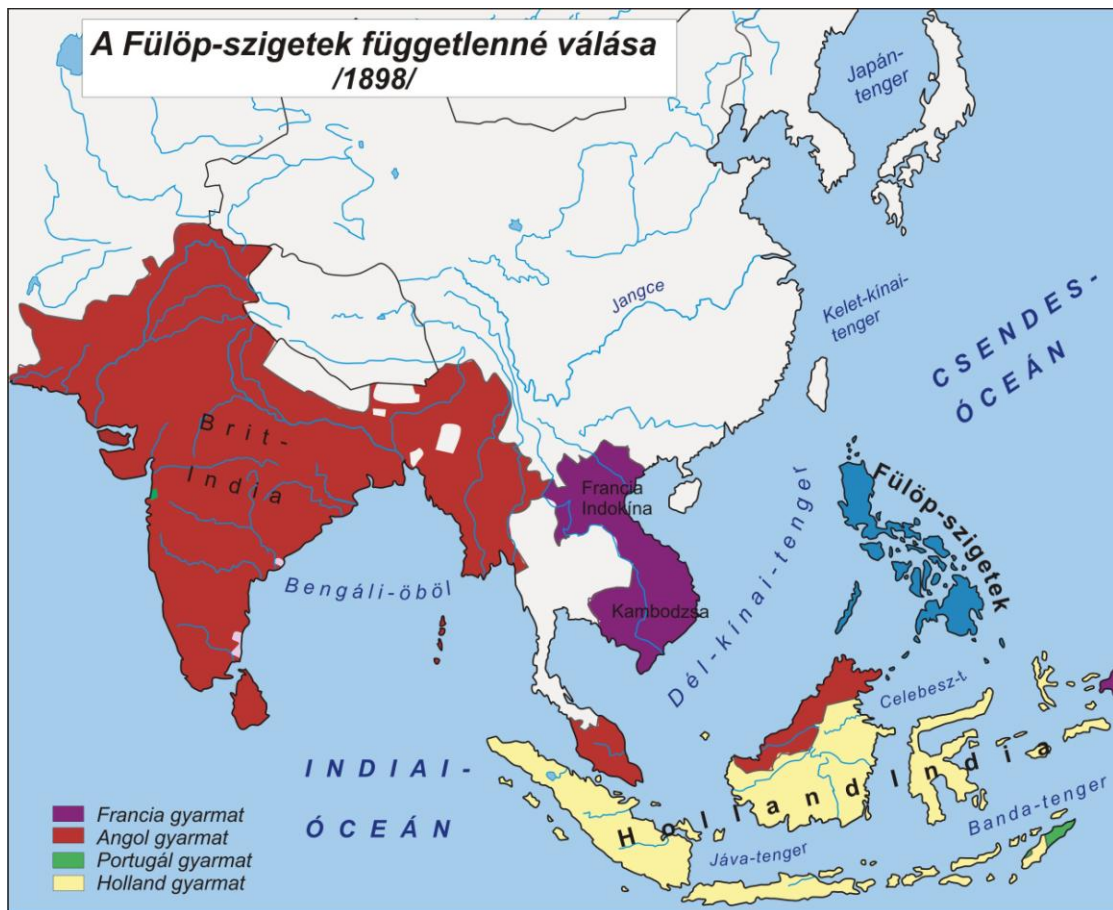 A Fülöp-szigetek függetlenné válása
/1898/
Japán-
tenger
Jangce
Kelet-kínai-
tenger
CSENDES-
ÓCEÁN
Brit-
India
Francia
Indokína
Kambodzsa
Bengáli-öböl
Dél-kínai-tenger
Fülöp-szigetek
Celebesz-t.
INDIAI-
ÓCEÁN
HollandIndia
Banda-tenger
Jáva-tenger
Francia gyarmat
Angol gyarmat
Portugál gyarmat
Holland gyarmat